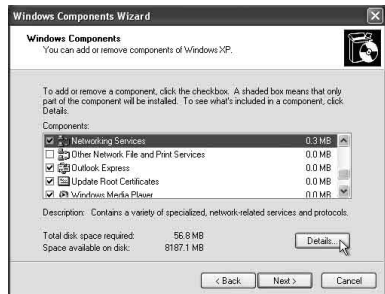 Windows Components Wizard
Windows Components
You can add or remove components of Windows XP.
To add or remove a component, click the checkbox. A shaded box means that only
part of the component will be installed. To see what's included in a component, click
Details.
Components:
Networking Services 0.3 MB
Other Network File and Print Services 0.0 MB
Outlook Express 0.0 MB
Update Root Certificates 0.0 MB
Windows Media Player 0.0 MB
Description: Contains a variety of specialized, network-related services and protocols.
Total disk space required: 56.8 MB
Space available on disk: 8187.1 MB
Details...
< Back Next > Cancel